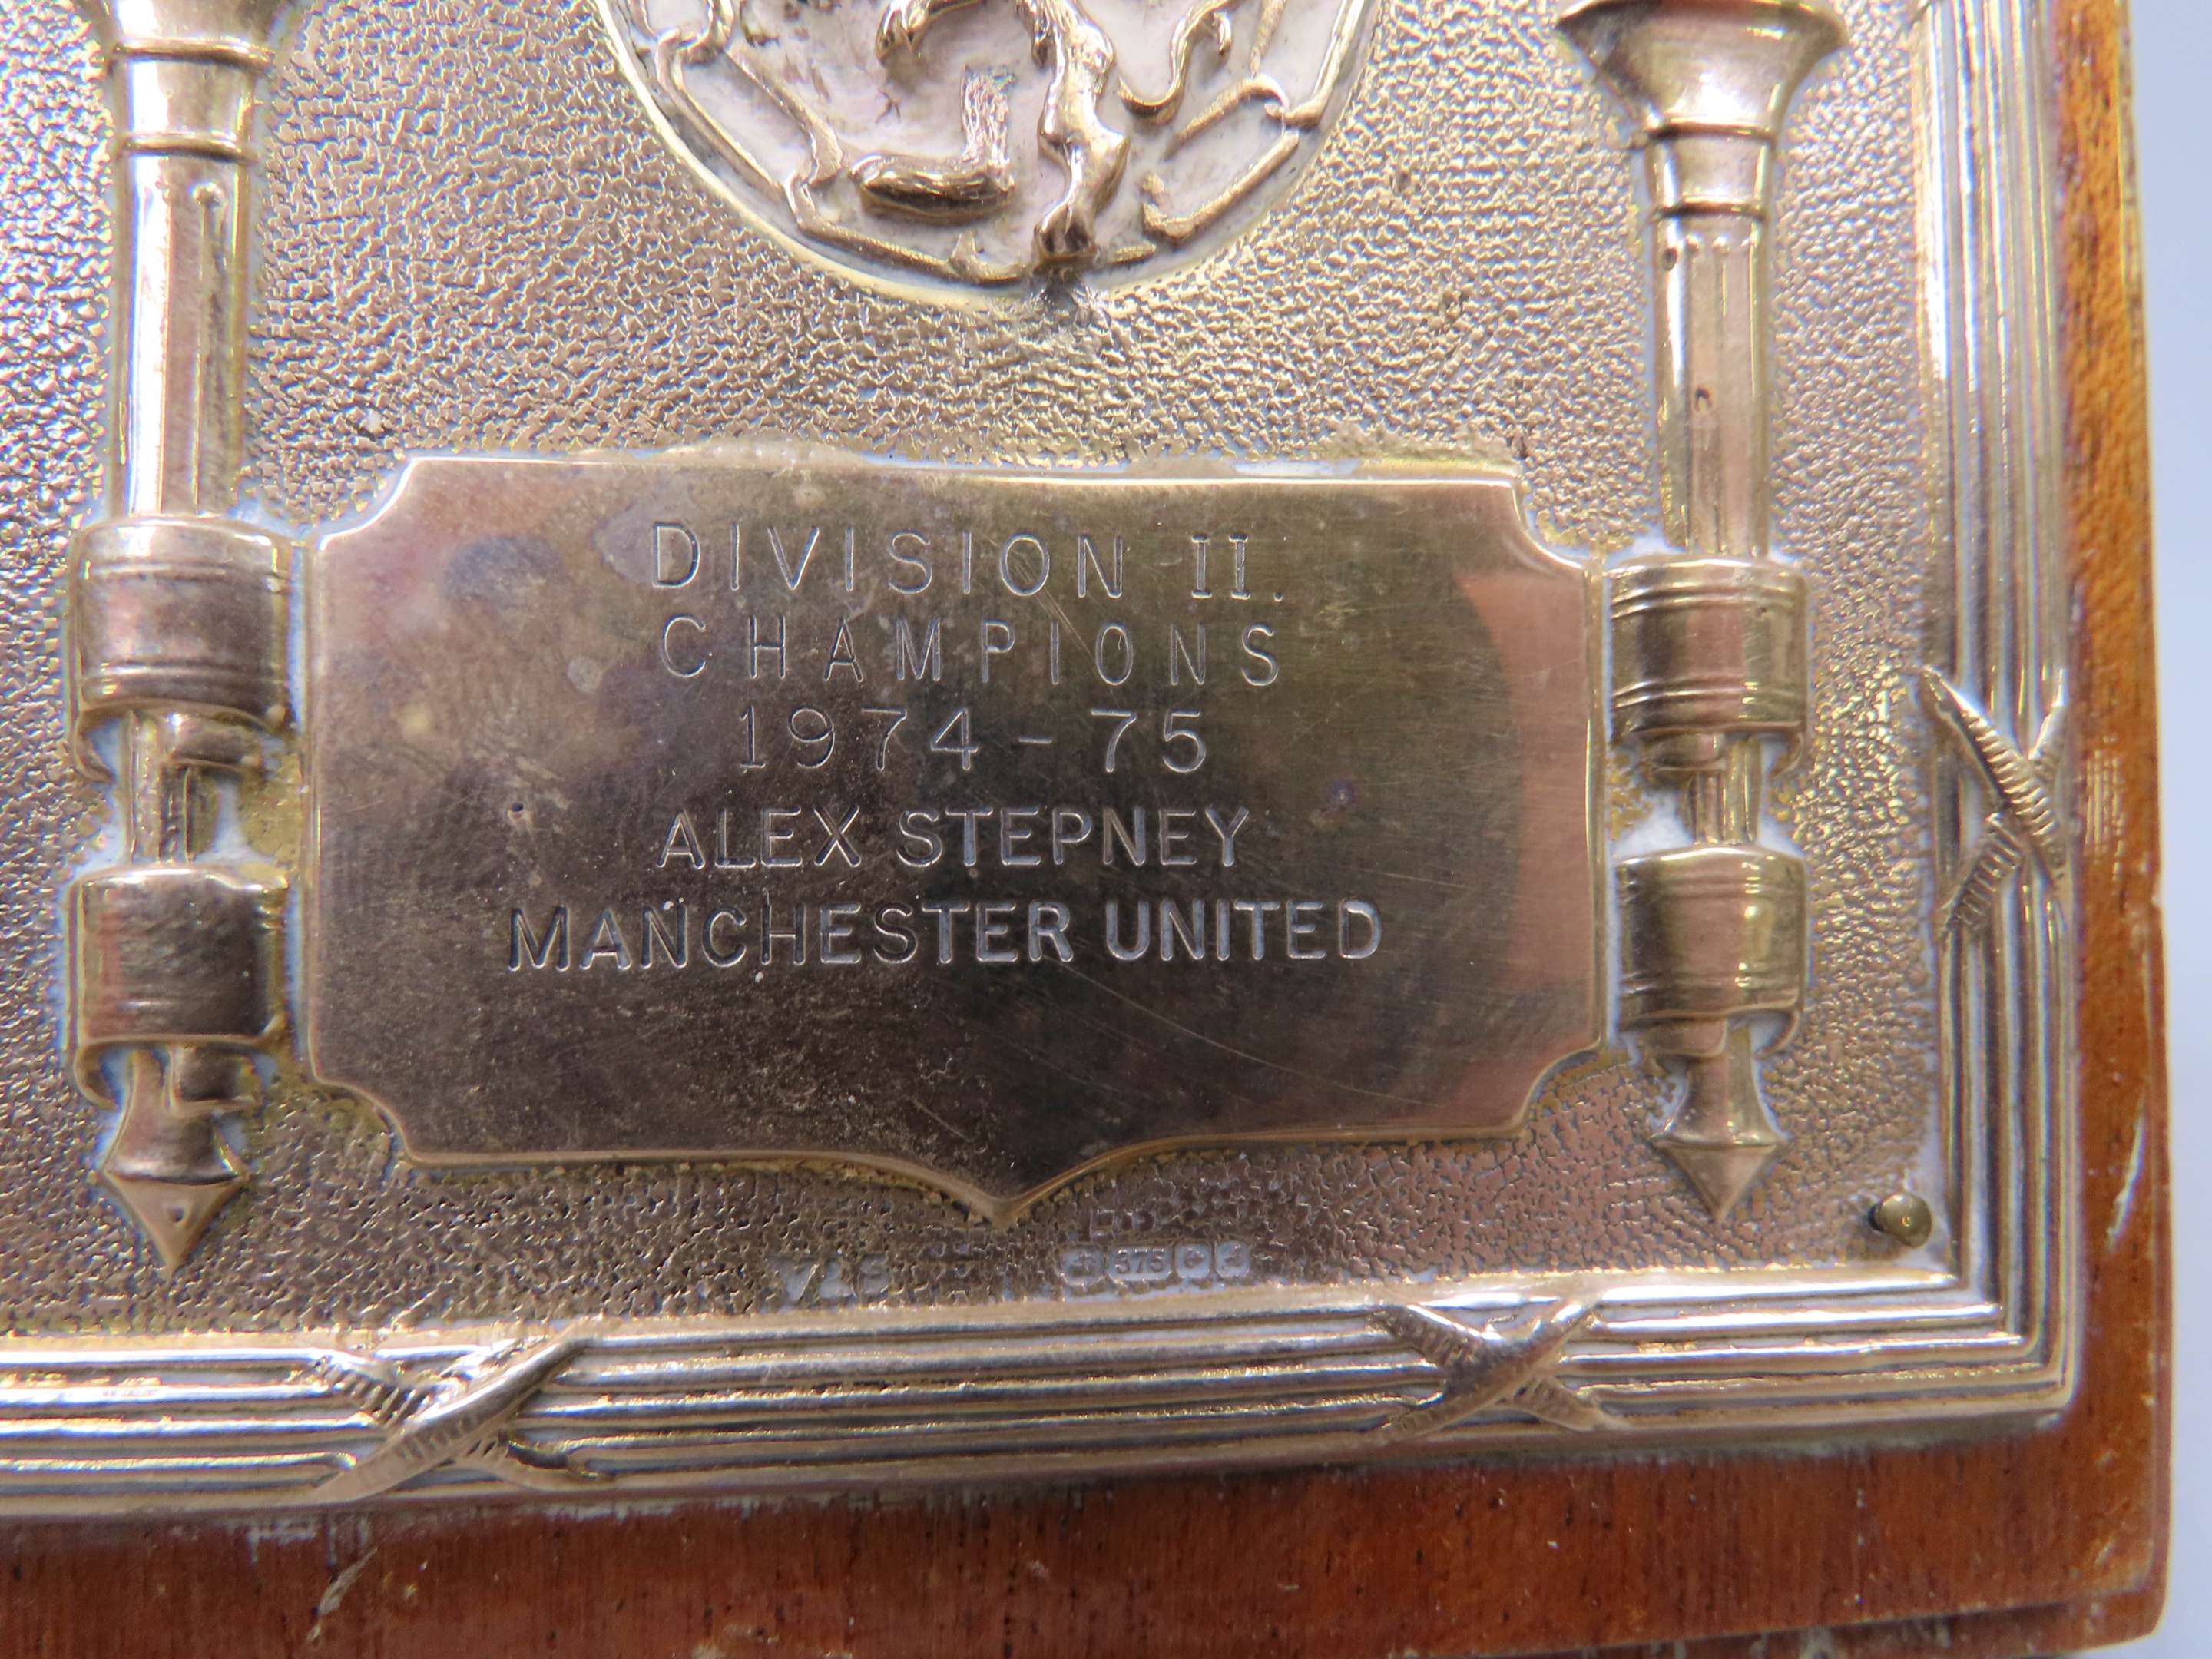 DIVISION II.
CHAMPIONS
1974 - 75
ALEX STEPNEY
MANCHESTER UNITED
375